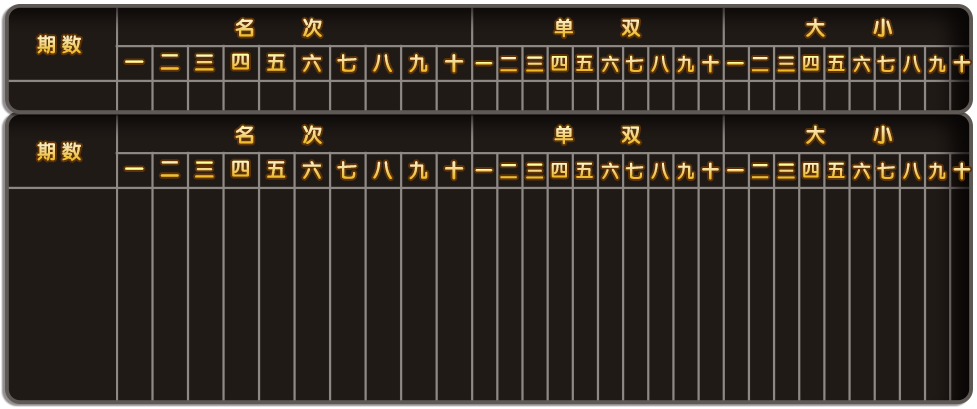 期数 名次 单双 大小
一 二 三 四 五 六 七 八 九 十 一 二 三 四 五 六 七 八 九 十 一 二 三 四 五 六 七 八 九 十
期数 名次 单双 大小
一 二 三 四 五 六 七 八 九 十 一 二 三 四 五 六 七 八 九 十 一 二 三 四 五 六 七 八 九 十